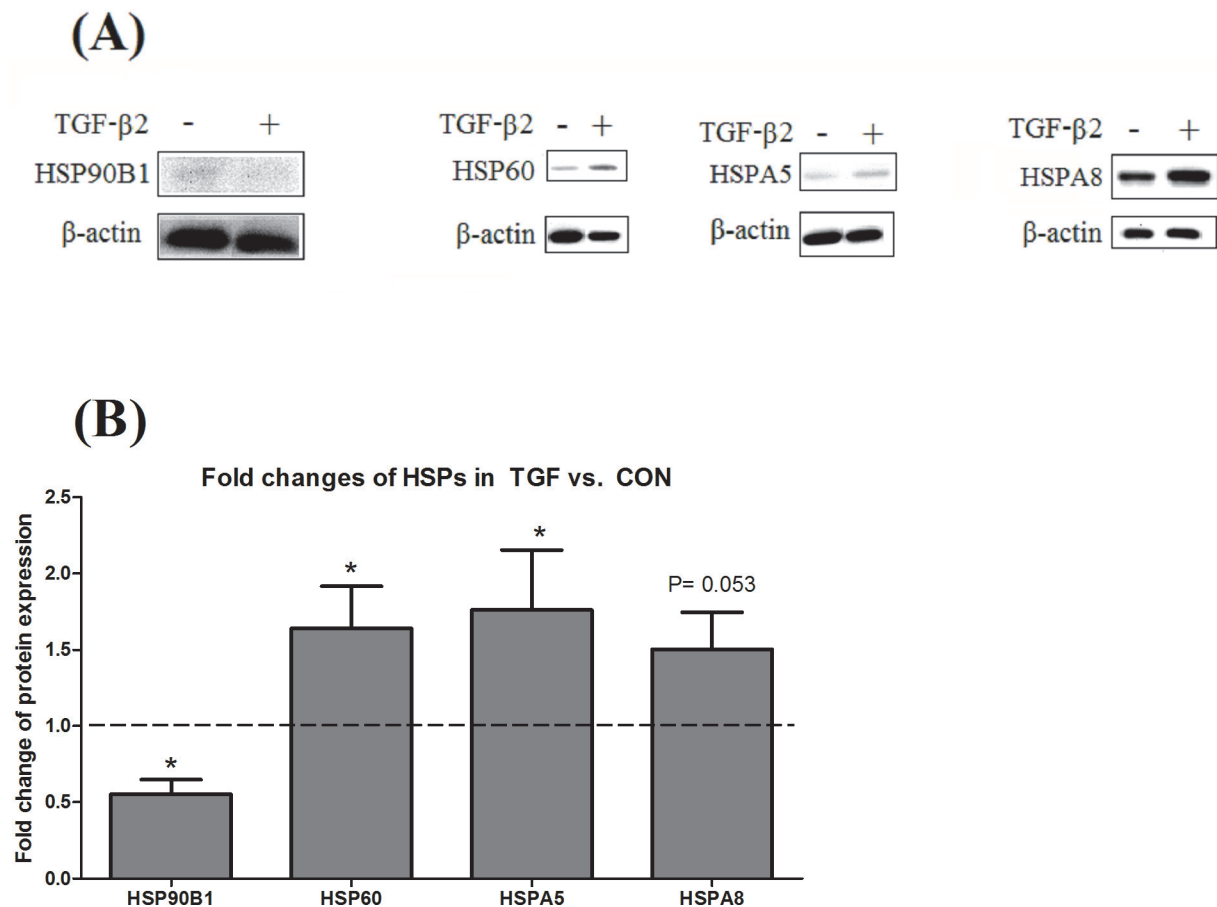 (A)
TGF-β2 - +
HSP90B1
β-actin
TGF-β2 - +
HSP60
β-actin
TGF-β2 - +
HSPA5
β-actin
TGF-β2 - +
HSPA8
β-actin
(B)
Fold changes of HSPs in TGF vs. CON
Fold change of protein expression
2.5
2.0
1.5
1.0
0.5
0.0
*
*
*
P= 0.053
HSP90B1 HSP60 HSPA5 HSPA8